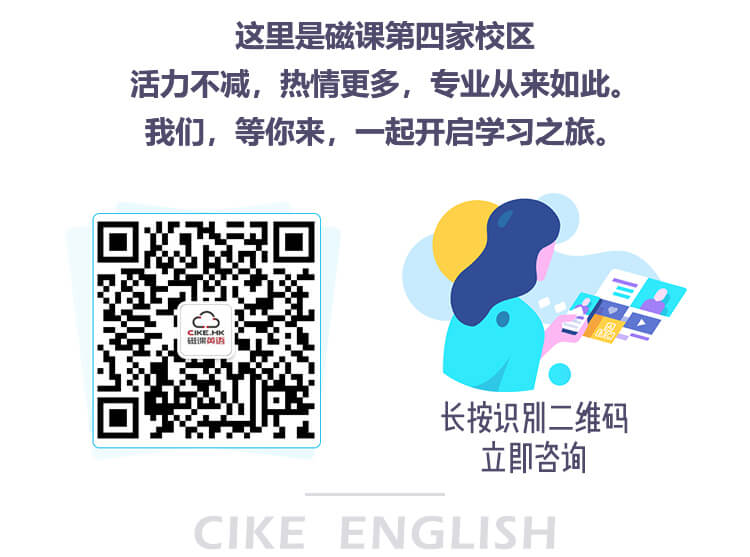 这里是磁课第四家校区
活力不减，热情更多，专业从来如此。
我们，等你来，一起开启学习之旅。
CIKE.HK
磁课英语
长按识别二维码
立即咨询
CIKE ENGLISH